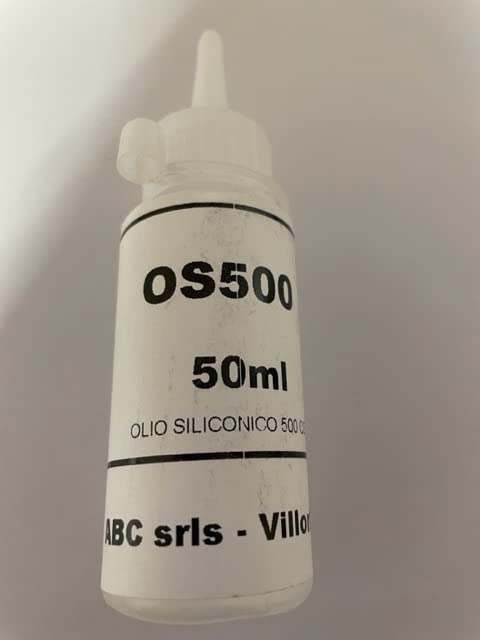 OS500
50ml
OLIO SILICONICO 500
ABC srls -